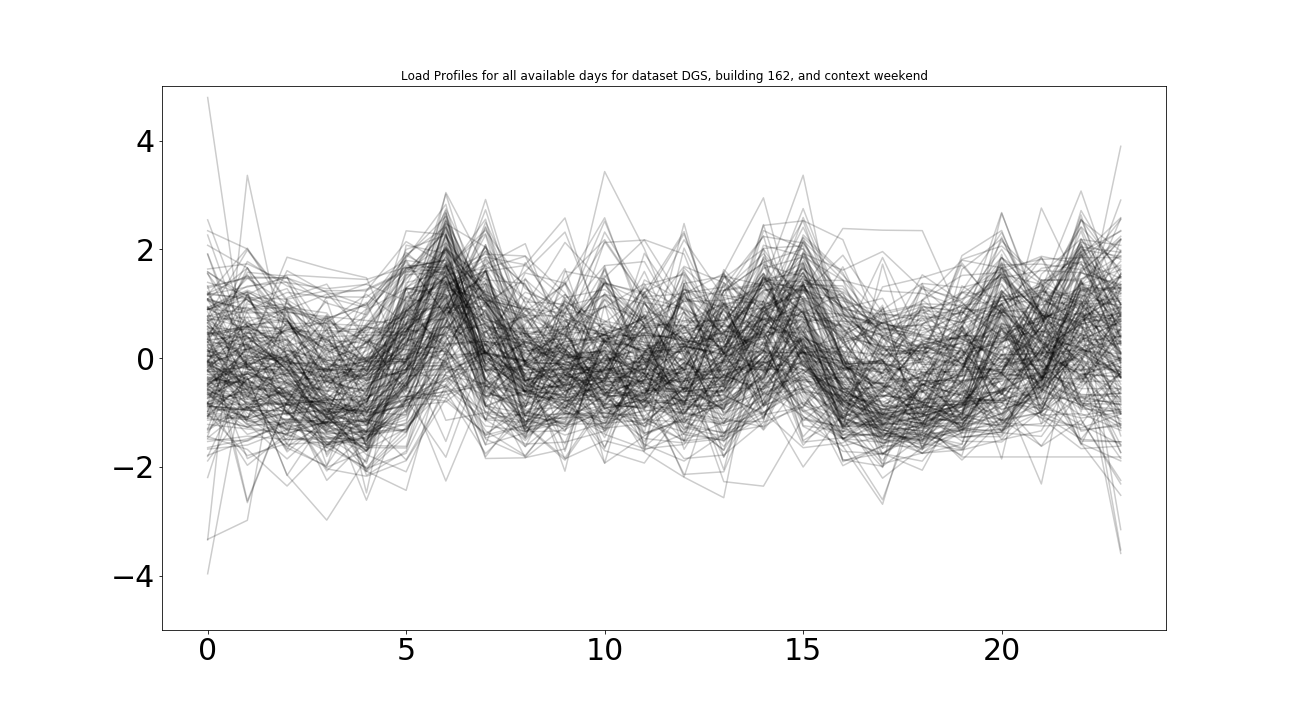 Load Profiles for all available days for dataset DGS, building 162, and context weekend
4
2
0
−2
−4
0 5 10 15 20